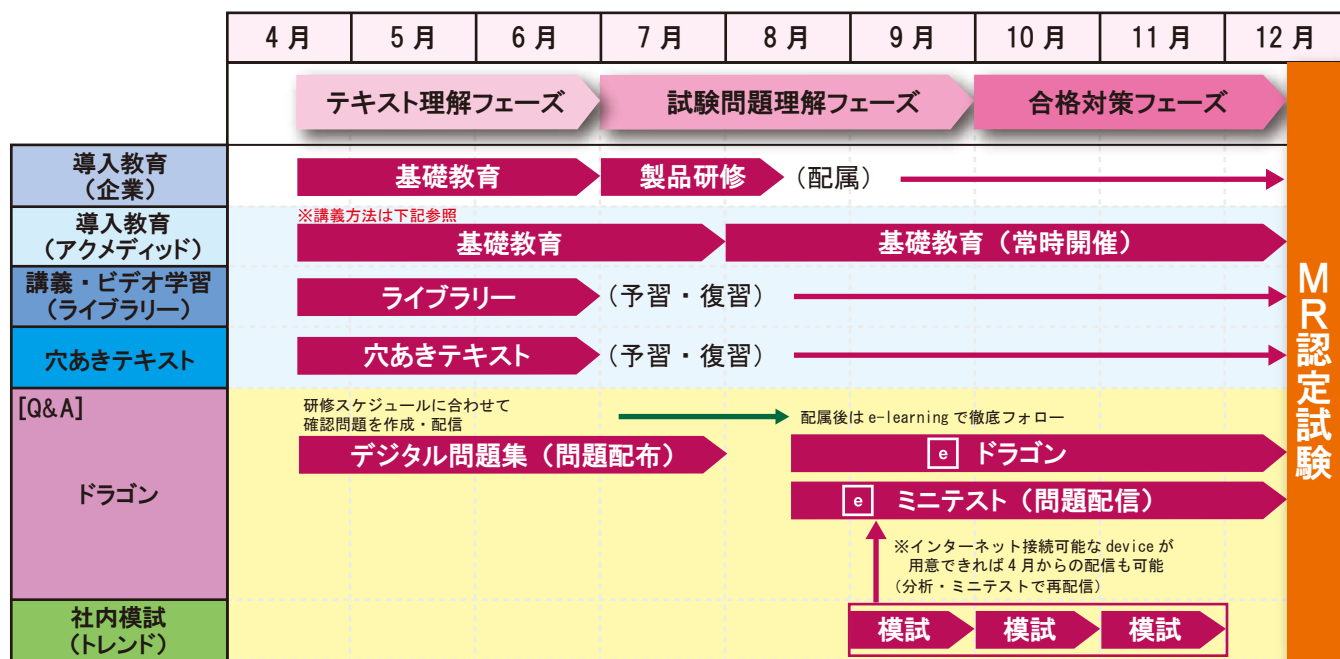 4月 5月 6月 7月 8月 9月 10月 11月 12月
テキスト理解フェーズ 試験問題理解フェーズ 合格対策フェーズ
導入教育
(企業)
基礎教育 製品研修 (配属)
導入教育
(アクメディッド)
※講義方法は下記参照
基礎教育 基礎教育(常時開催)
講義・ビデオ学習
(ライブラリー)
ライブラリー (予習・復習)
穴あきテキスト 穴あきテキスト (予習・復習)
[Q&A]
ドラゴン
研修スケジュールに合わせて
確認問題を作成・配信
配属後は e-learning で徹底フォロー
デジタル問題集(問題配布) e ドラゴン
e ミニテスト(問題配信)
※インターネット接続可能な device が
用意できれば 4 月からの配信も可能
(分析・ミニテストで再配信)
社内模試
(トレンド)
模試 模試 模試
MR認定試験